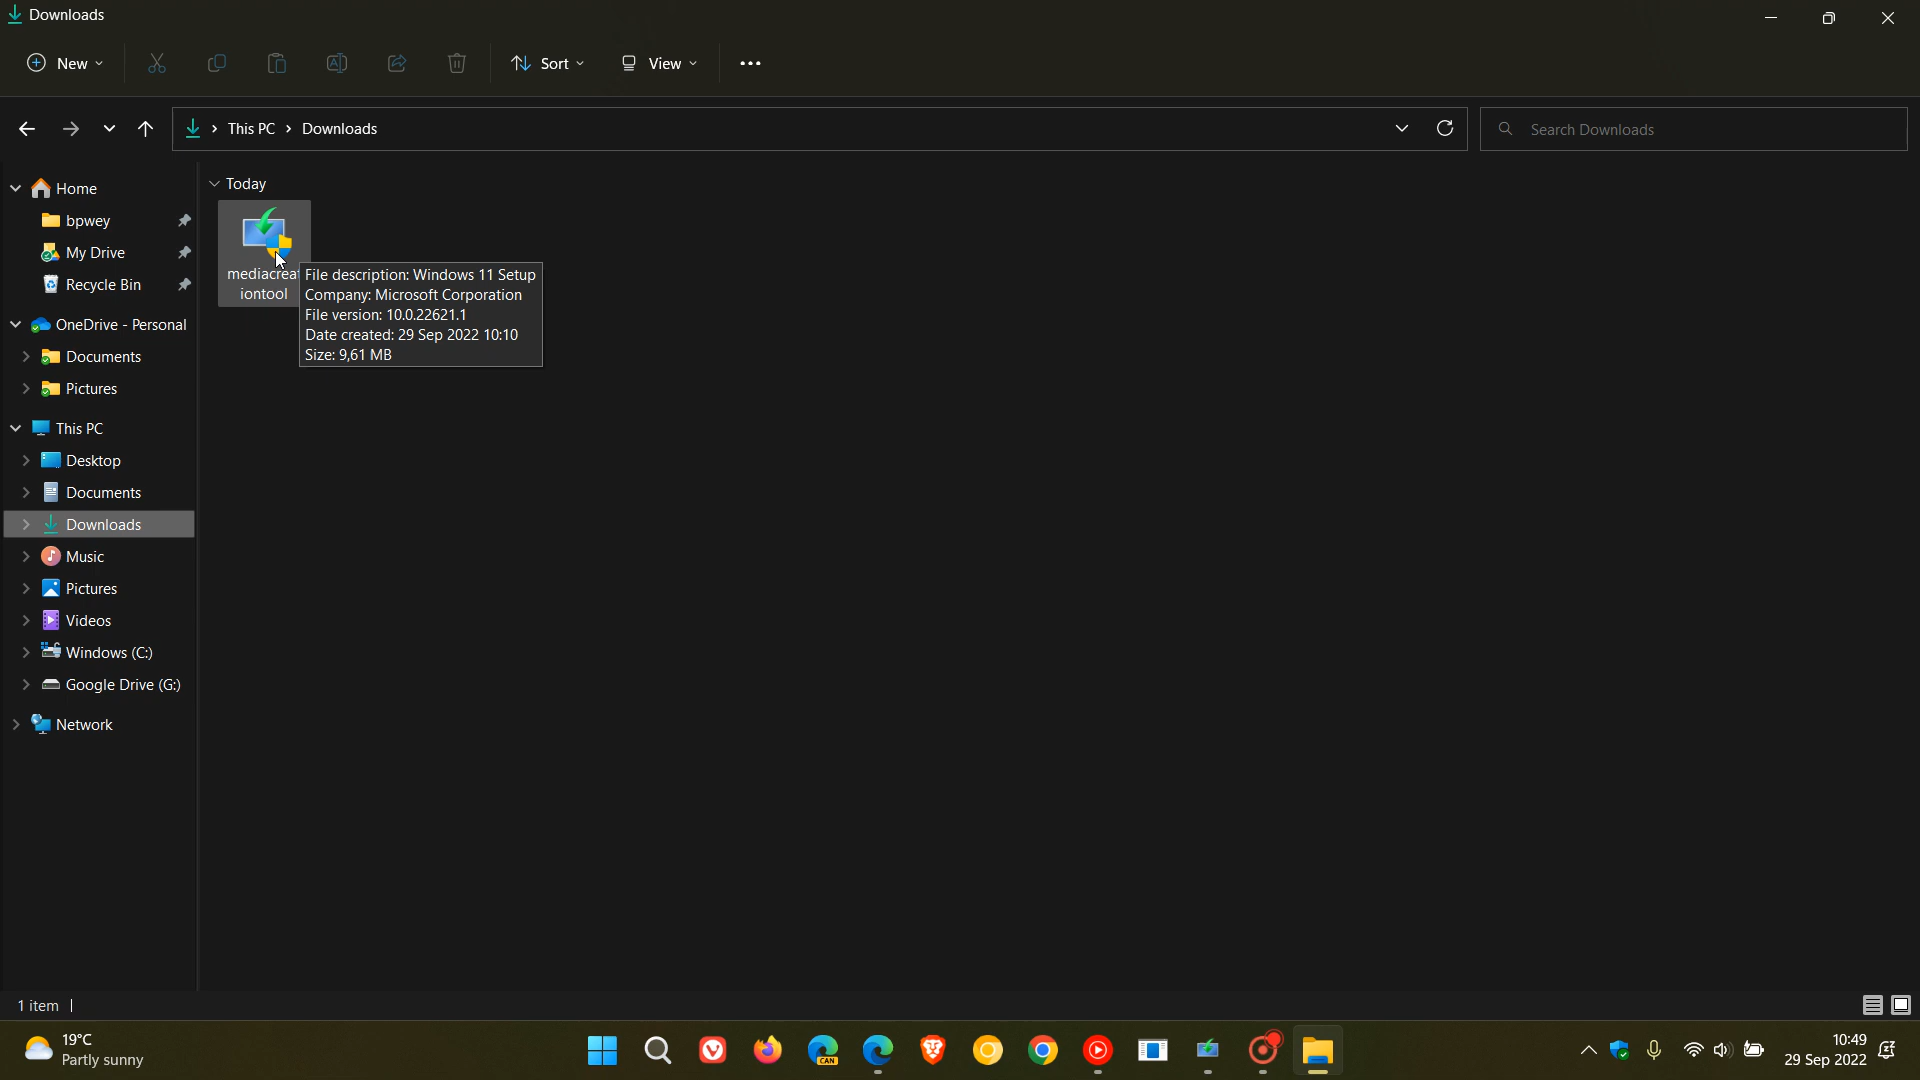 Downloads
New
Sort
View
This PC
Downloads
Search Downloads
Home
bpwey
My Drive
Recycle Bin
OneDrive - Personal
Documents
Pictures
This PC
Desktop
Documents
Downloads
Music
Pictures
Videos
Windows (C:)
Google Drive (G:)
Network
Today
mediacreat
iontool
File description: Windows 11 Setup
Company: Microsoft Corporation
File version: 10.0.22621.1
Date created: 29 Sep 2022 10:10
Size: 9,61 MB
1 item
19°C
Partly sunny
CAN
10:49
29 Sep 2022